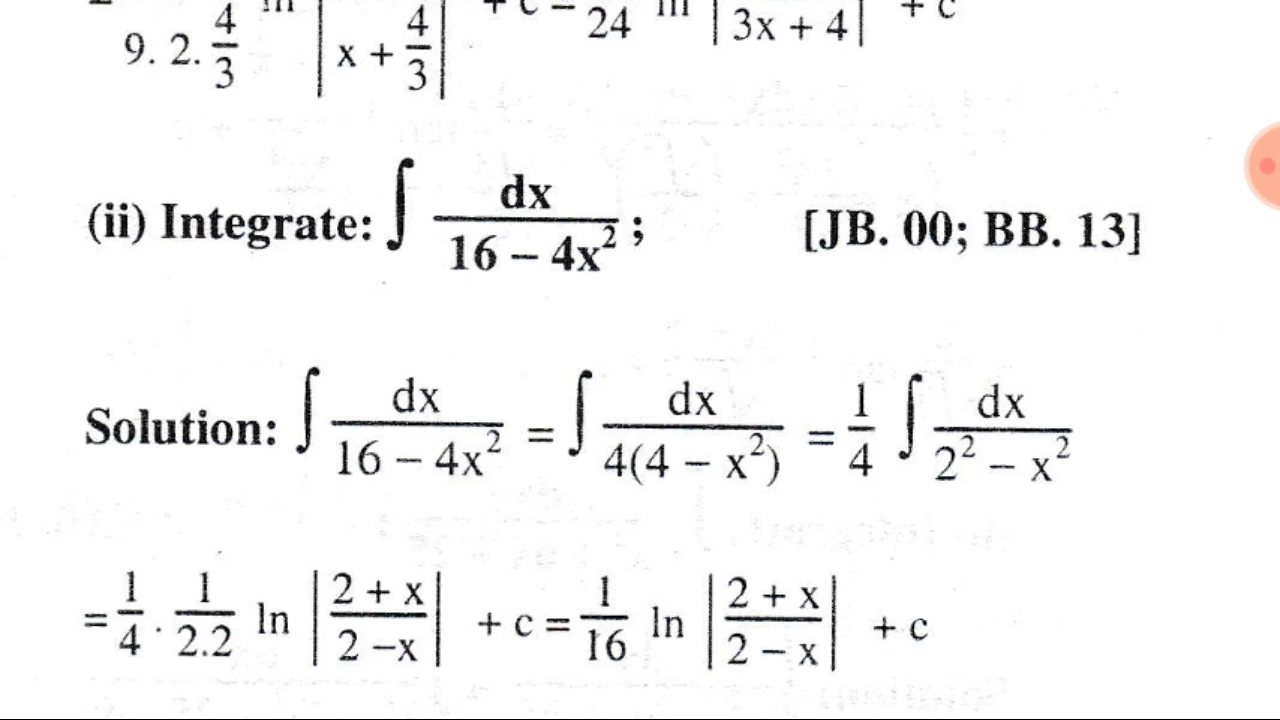 9. 2. 4/3 | x + 4/3 | + c = 24 | 3x + 4 | + c
(ii) Integrate: ∫ dx / (16 – 4x²) ; [JB. 00; BB. 13]
Solution: ∫ dx / (16 – 4x²) = ∫ dx / (4(4 – x²)) = 1/4 ∫ dx / (2² – x²)
= 1/4 . 1/2.2 ln | (2 + x) / (2 –x) | + c = 1/16 ln | (2 + x) / (2 – x) | + c